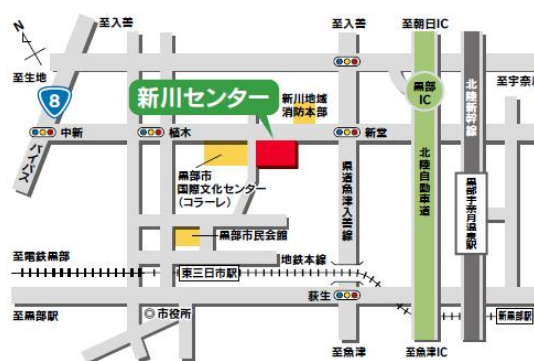 N
至入善
至入善
至朝日IC
至生地
8
新川センター
新川地域
消防本部
黒部
IC
北陸新幹線
至宇奈月
中新
植木
新堂
バイパス
黒部市
国際文化センター
(コラーレ)
県道魚津入善線
北陸自動車道
黒部宇奈月温泉駅
黒部市民会館
至電鉄黒部
地鉄本線
東三日市駅
荻生
至黒部駅
◎市役所
新黒部駅
至魚津
至魚津IC